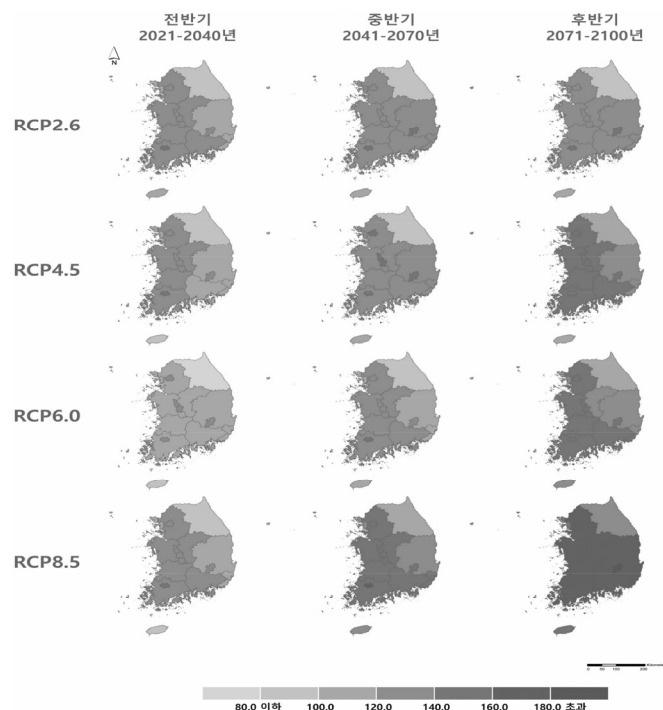 전반기 중반기 후반기
2021-2040년 2041-2070년 2071-2100년
N
RCP2.6
RCP4.5
RCP6.0
RCP8.5
80.0 이하 100.0 120.0 140.0 160.0 180.0 초과